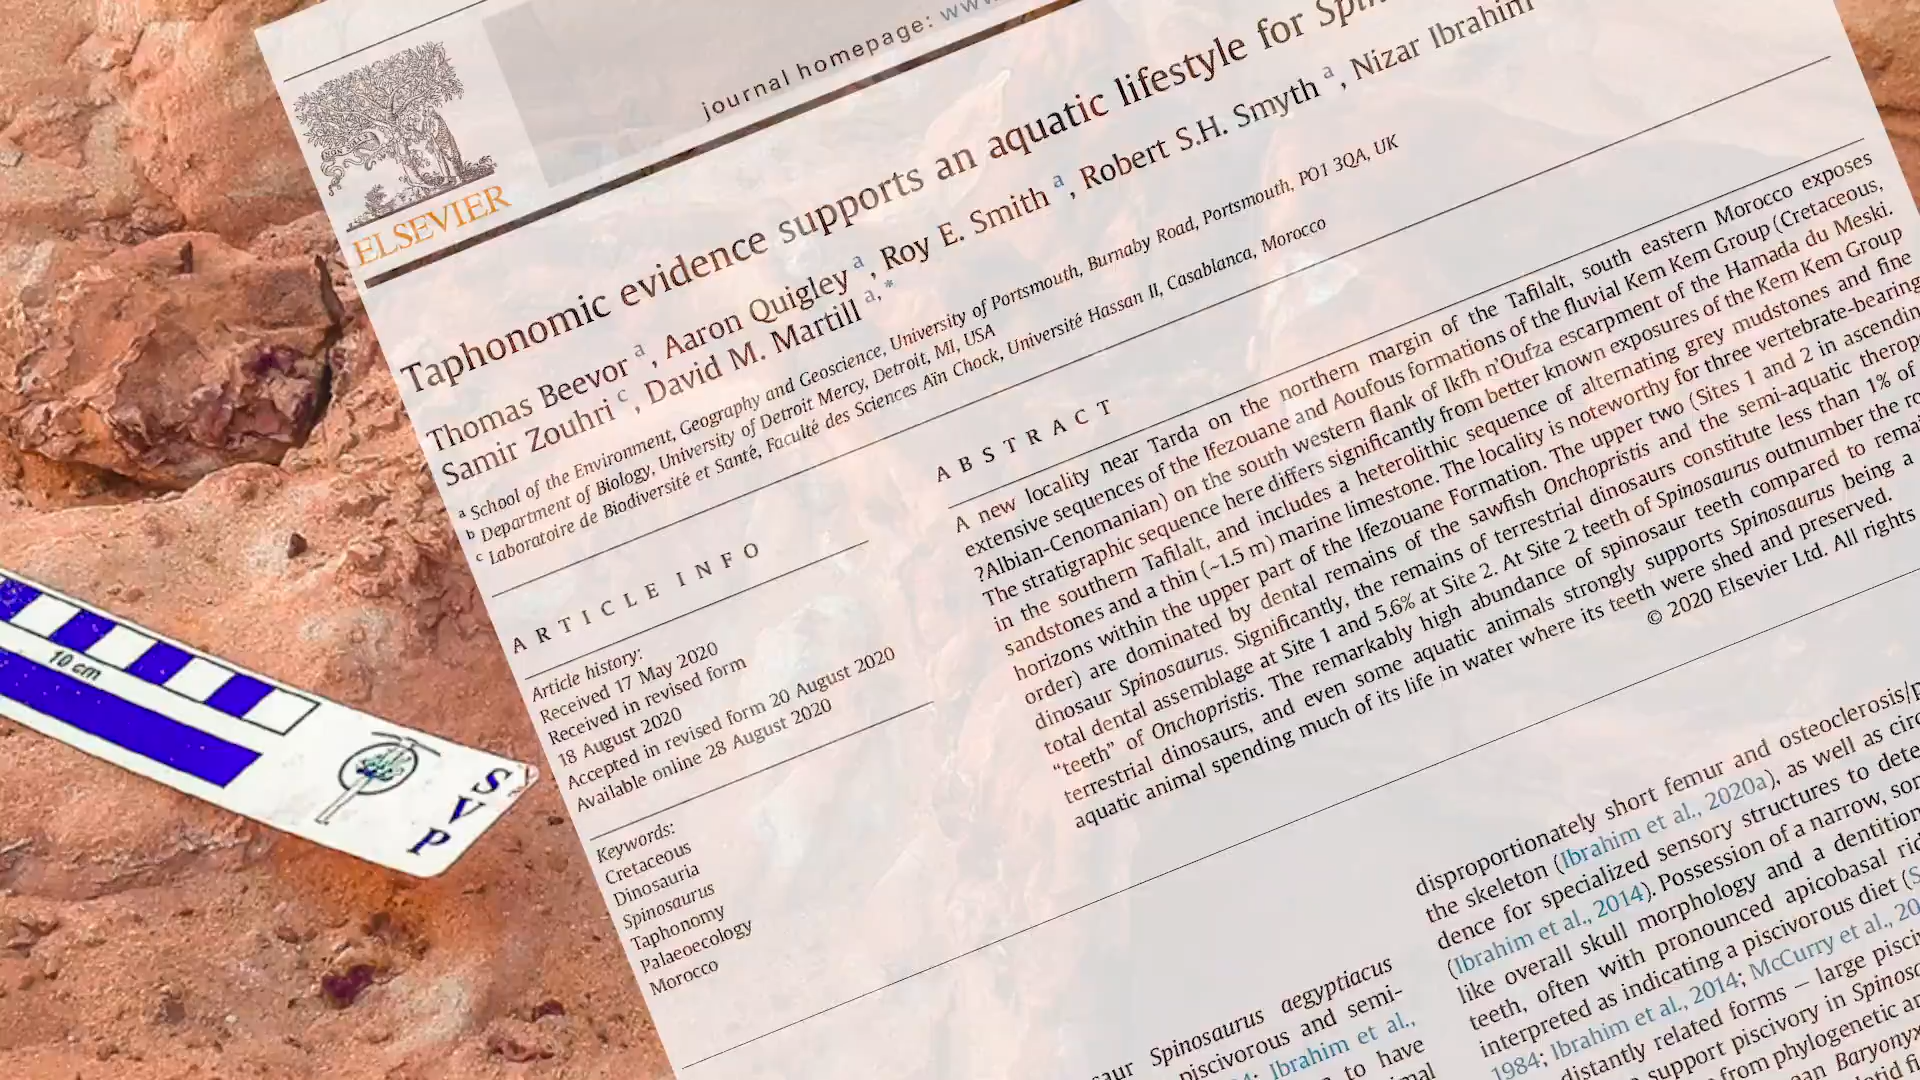 journal homepage: www
ELSEVIER
Taphonomic evidence supports an aquatic lifestyle for
Thomas Beevor a, Aaron Quigley a, Roy E. Smith a, Robert S.H. Smyth a, Nizar Ibrahim
Samir Zouhri c, David M. Martill a, *
a School of the Environment, Geography and Geoscience, University of Portsmouth, Burnaby Road, Portsmouth, PO1 3QA, UK
b Department of Biology, University of Detroit Mercy, Detroit, MI, USA
c Laboratoire de Biodiversité et Santé, Faculté des Sciences Aïn Chock, Université Hassan II, Casablanca, Morocco
ARTICLE INFO
Article history:
Received 17 May 2020
Received in revised form
18 August 2020
Accepted in revised form 20 August 2020
Available online 28 August 2020
Keywords:
Cretaceous
Dinosauria
Spinosaurus
Taphonomy
Palaeoecology
Morocco
ABSTRACT
A new locality near Tarda on the northern margin of the Tafilalt, south eastern Morocco exposes
extensive sequences of the Ifezouane and Aoufous formations of the fluvial Kem Kem Group (Cretaceous,
?Albian-Cenomanian) on the south western flank of Ikfh n'Oufza escarpment of the Hamada du Meski.
The stratigraphic sequence here differs significantly from better known exposures of the Kem Kem Group
in the southern Tafilalt, and includes a heterolithic sequence of alternating grey mudstones and fine
sandstones and a thin (~1.5 m) marine limestone. The locality is noteworthy for three vertebrate-bearing
horizons within the upper part of the Ifezouane Formation. The upper two (Sites 1 and 2 in
order) are dominated by dental remains of the sawfish Onchopristis and the semi-aquatic
dinosaur Spinosaurus. Significantly, the remains of terrestrial dinosaurs constitute less than 1% of
total dental assemblage at Site 1 and 5.6% at Site 2. At Site 2 teeth of Spinosaurus outnumber the
"teeth" of Onchopristis. The remarkably high abundance of spinosaur teeth compared to
terrestrial dinosaurs, and even some aquatic animals strongly supports Spinosaurus being a
aquatic animal spending much of its life in water where its teeth were shed and preserved.
© 2020 Elsevier Ltd. All rights
Spinosaurus aegyptiacus
piscivorous and semi-
Ibrahim et al.,
to have
disproportionately short femur and osteoclerosis/
the skeleton (Ibrahim et al., 2020a), as well as
dence for specialized sensory structures to
(Ibrahim et al., 2014). Possession of a narrow,
like overall skull morphology and a dentition
teeth, often with pronounced apicobasal
interpreted as indicating a piscivorous diet
1984; Ibrahim et al., 2014; McCurry et al.,
distantly related forms – large
support piscivory in
from phylogenetic
10 cm
SVP